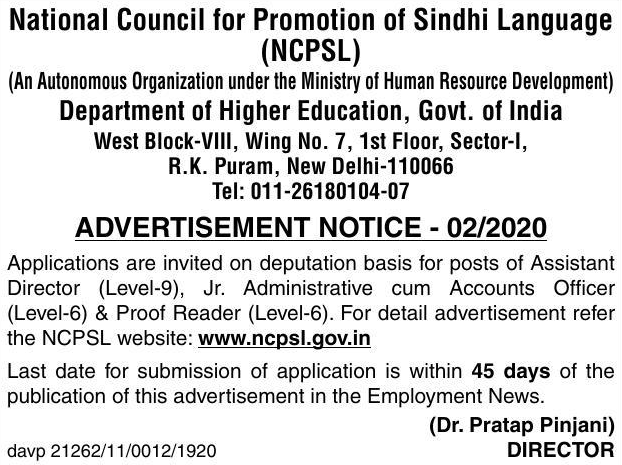 National Council for Promotion of Sindhi Language
(NCPSL)
(An Autonomous Organization under the Ministry of Human Resource Development)
Department of Higher Education, Govt. of India
West Block-VIII, Wing No. 7, 1st Floor, Sector-I,
R.K. Puram, New Delhi-110066
Tel: 011-26180104-07
ADVERTISEMENT NOTICE - 02/2020
Applications are invited on deputation basis for posts of Assistant
Director (Level-9), Jr. Administrative cum Accounts Officer
(Level-6) & Proof Reader (Level-6). For detail advertisement refer
the NCPSL website: www.ncpsl.gov.in
Last date for submission of application is within 45 days of the
publication of this advertisement in the Employment News.
(Dr. Pratap Pinjani)
davp 21262/11/0012/1920 DIRECTOR